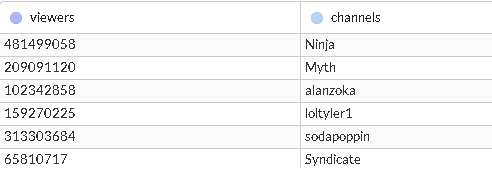 viewers channels
481499058 Ninja
209091120 Myth
102342858 alanzoka
159270225 loltyler1
313303684 sodapoppin
65810717 Syndicate